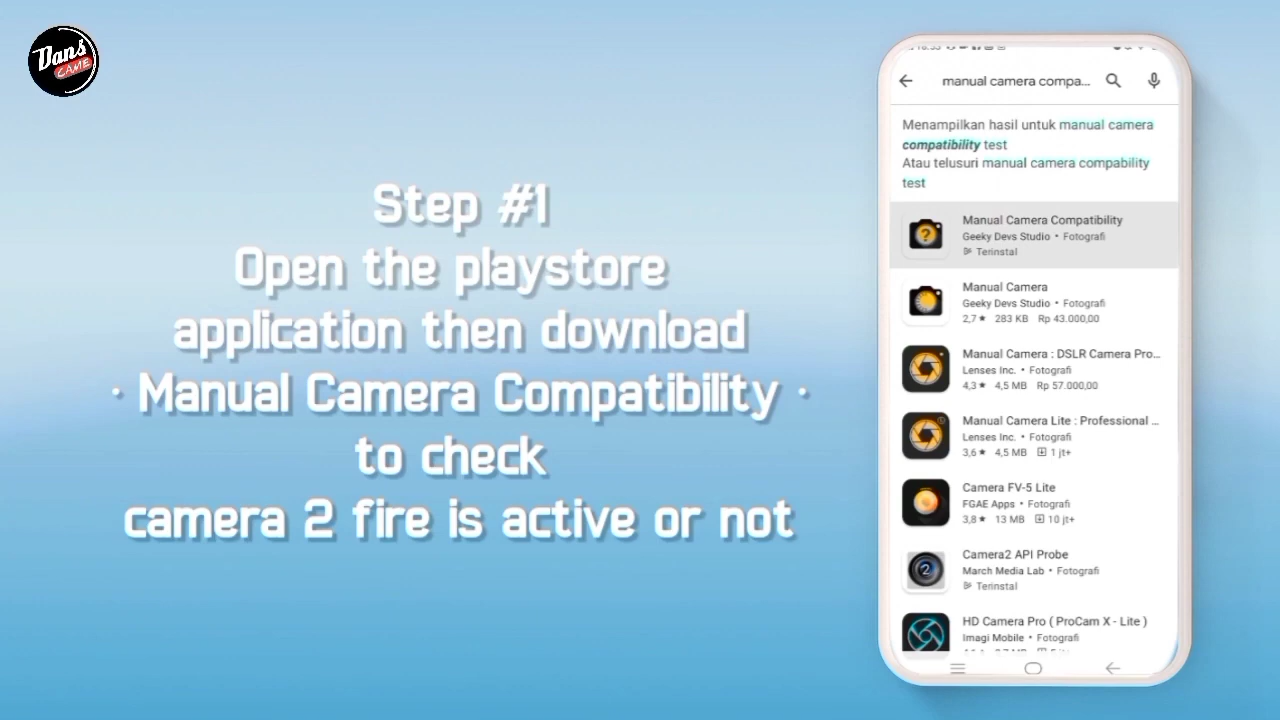 Dans
GAME
Step #1
Open the playstore
application then download
· Manual Camera Compatibility ·
to check
camera 2 fire is active or not
manual camera compa...
Menampilkan hasil untuk manual camera
compatibility test
Atau telusuri manual camera compability
test
Manual Camera Compatibility
Geeky Devs Studio • Fotografi
Terinstal
Manual Camera
Geeky Devs Studio • Fotografi
2,7★ 283 KB Rp 43.000,00
Manual Camera : DSLR Camera Pro...
Lenses Inc. • Fotografi
4,3★ 4,5 MB Rp 57.000,00
Manual Camera Lite : Professional ...
Lenses Inc. • Fotografi
3,6★ 4,5 MB 1 jt+
Camera FV-5 Lite
FGAE Apps • Fotografi
3,8★ 13 MB 10 jt+
Camera2 API Probe
March Media Lab • Fotografi
Terinstal
HD Camera Pro ( ProCam X - Lite )
Imagi Mobile • Fotografi